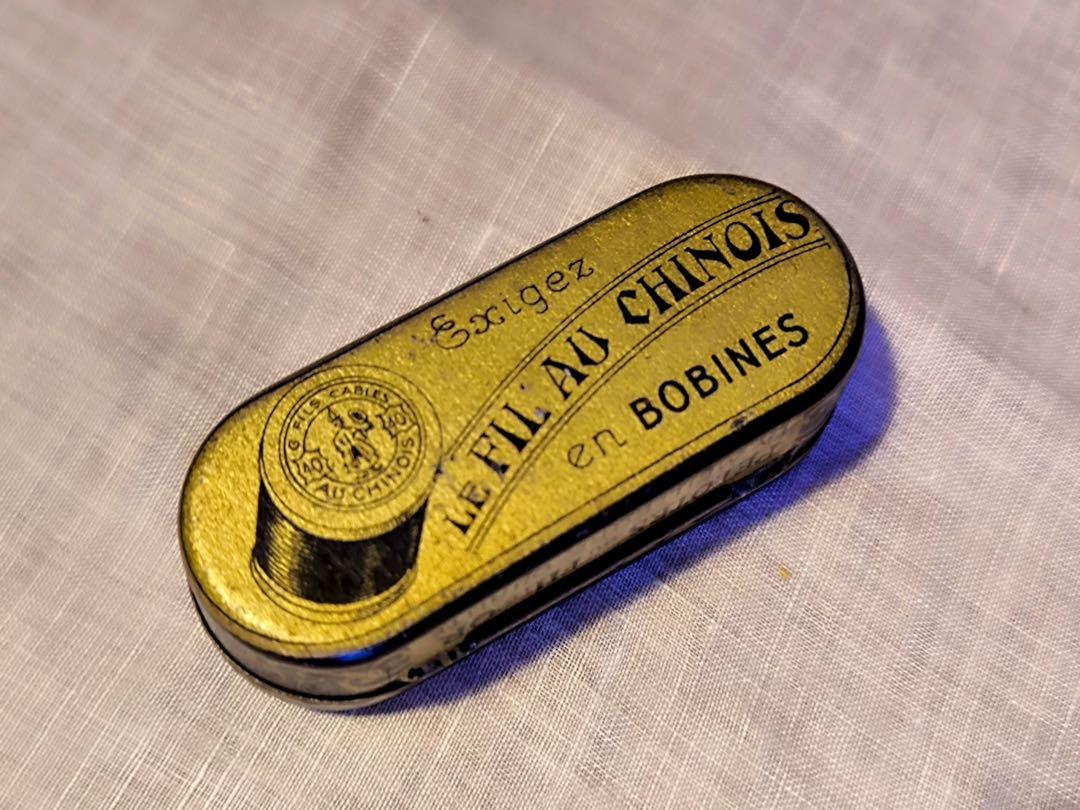 Exigez
LE FIL AU CHINOIS
en BOBINES
FILS CABLES
AU CHINOIS